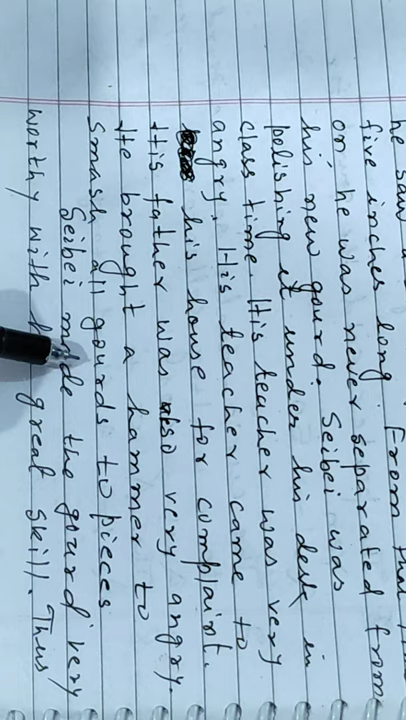 he saw
five inches long. From that
on, he was never separated from
his new gourd. Seibei was
polishing it under his desk in
class time. His teacher was very
angry. His teacher came to
his house for complaint.
His father was also very angry.
He brought a hammer to
smash all gourds to pieces
Seibei made the gourd very
worthy with great skill. Thus